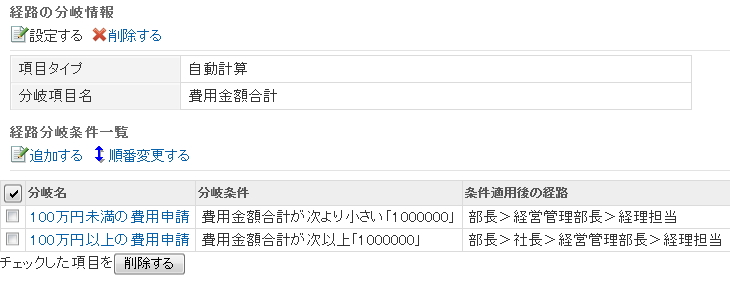 経路の分岐情報
設定する 削除する
項目タイプ 自動計算
分岐項目名 費用金額合計
経路分岐条件一覧
追加する 順番変更する
分岐名 分岐条件 条件適用後の経路
100万円未満の費用申請 費用金額合計が次より小さい「1000000」 部長＞経営管理部長＞経理担当
100万円以上の費用申請 費用金額合計が次以上「1000000」 部長＞社長＞経営管理部長＞経理担当
チェックした項目を 削除する